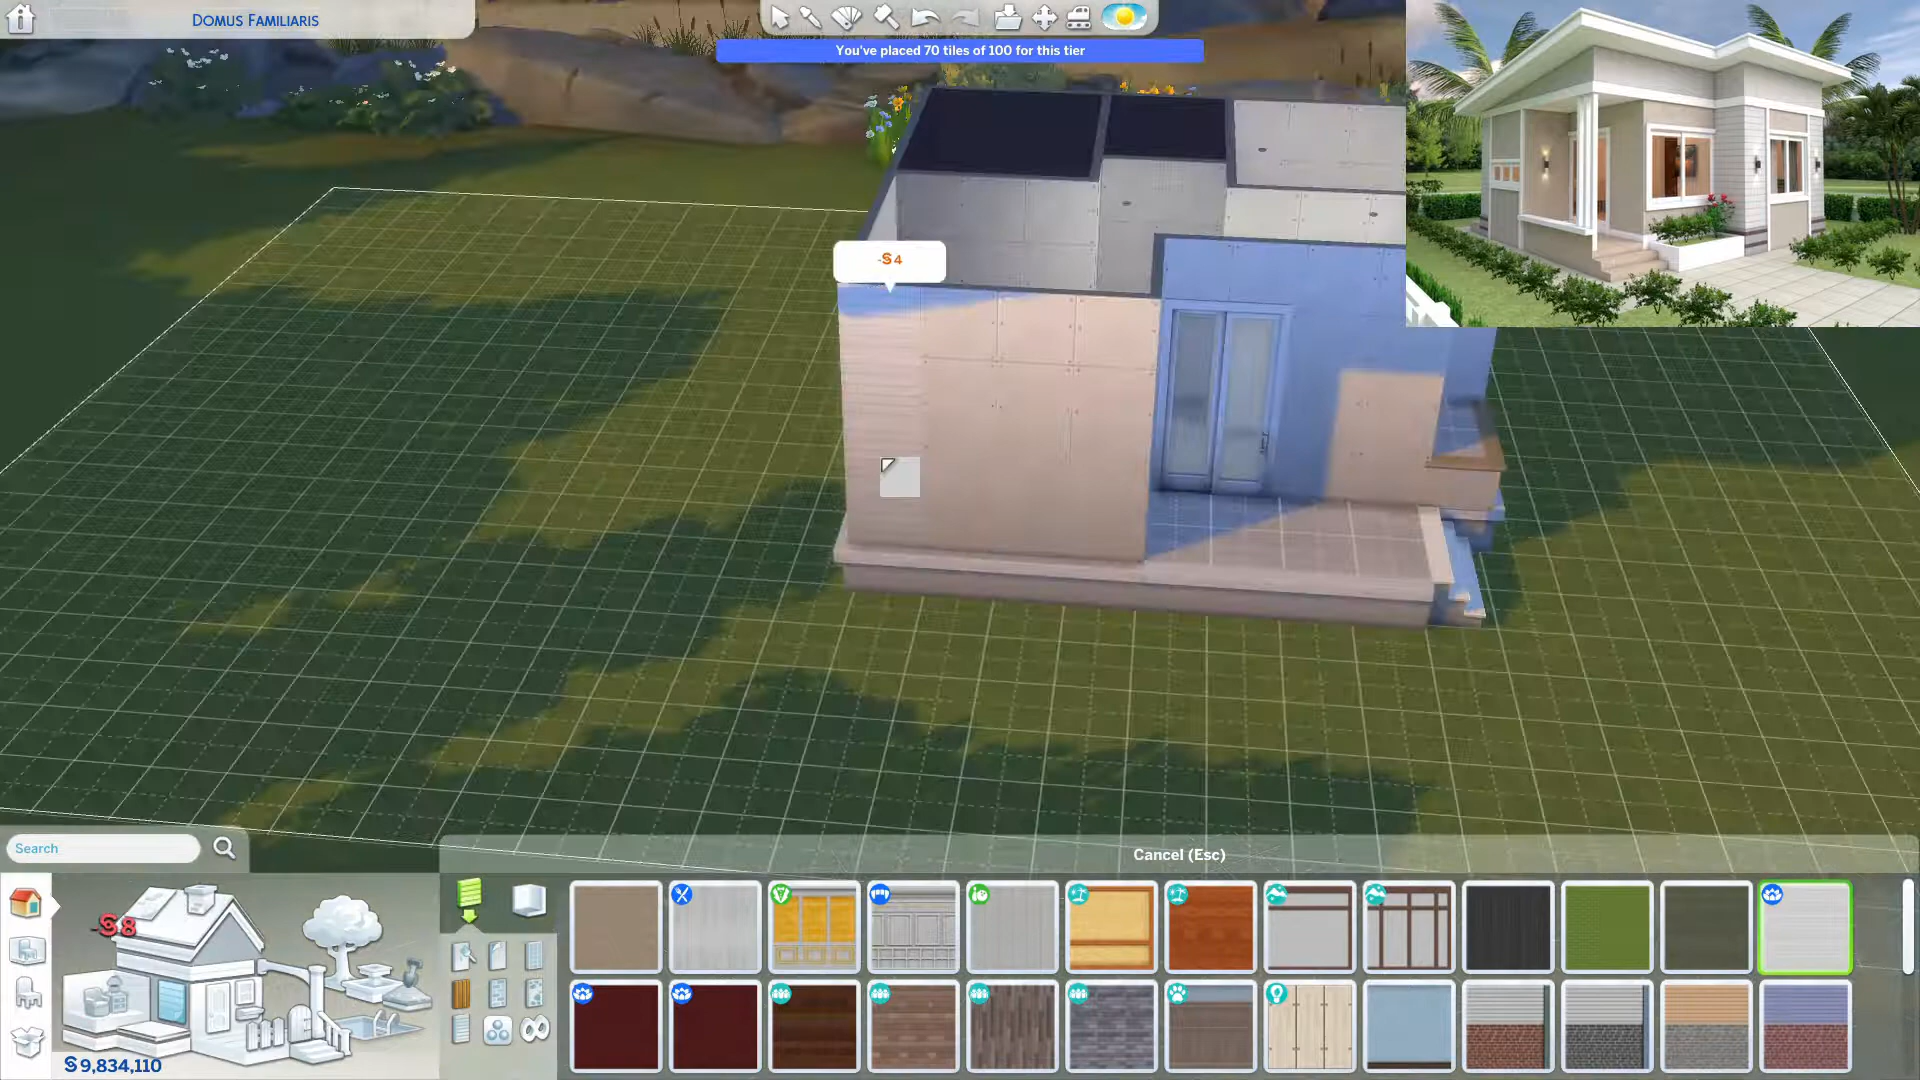 Domus Familiaris
You've placed 70 tiles of 100 for this tier
-§4
Search
Cancel (Esc)
-§8
§9,834,110